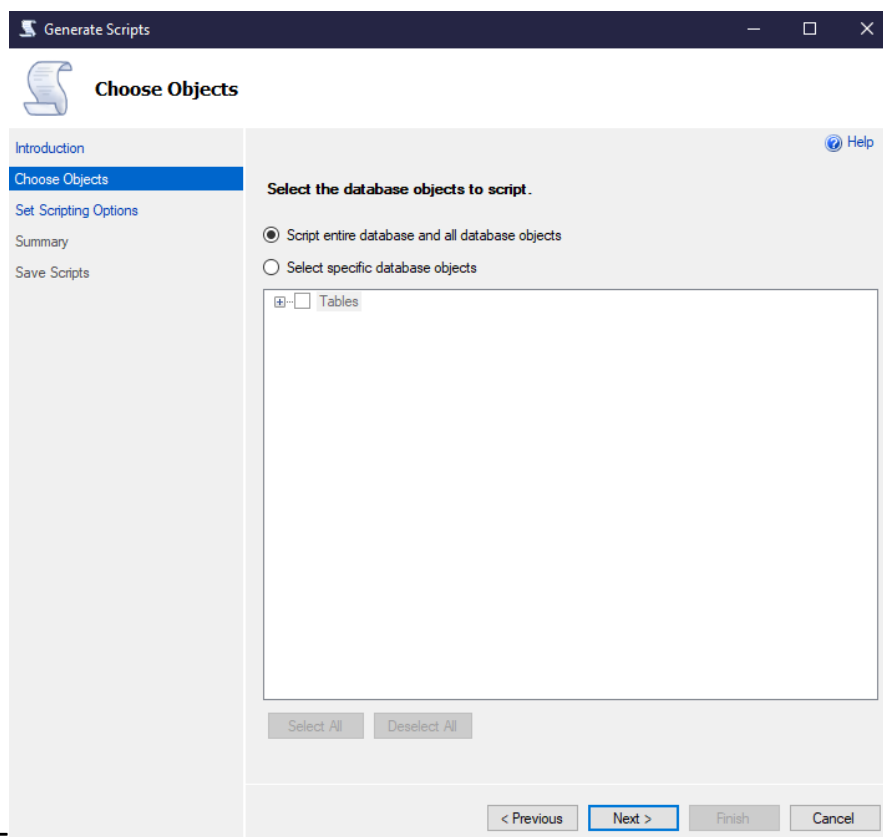 Generate Scripts
Choose Objects
Help
Introduction
Choose Objects
Set Scripting Options
Summary
Save Scripts
Select the database objects to script.
Script entire database and all database objects
Select specific database objects
Tables
Select All
Deselect All
< Previous
Next >
Finish
Cancel